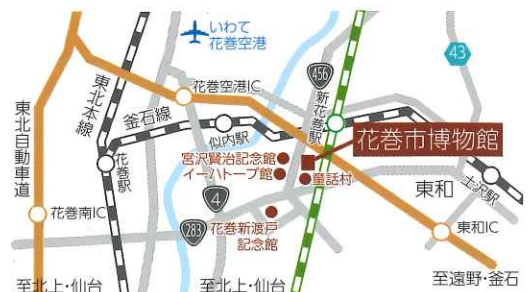 いわて
花巻空港
43
456
新花巻駅
花巻空港IC
東北本線
釜石線
似内駅
花巻市博物館
東北自動車道
花巻駅
宮沢賢治記念館
イーハトーブ館
童話村
土沢駅
東和
4
花巻南IC
283
花巻新渡戸
記念館
東和IC
至遠野・釜石
至北上・仙台
至北上・仙台